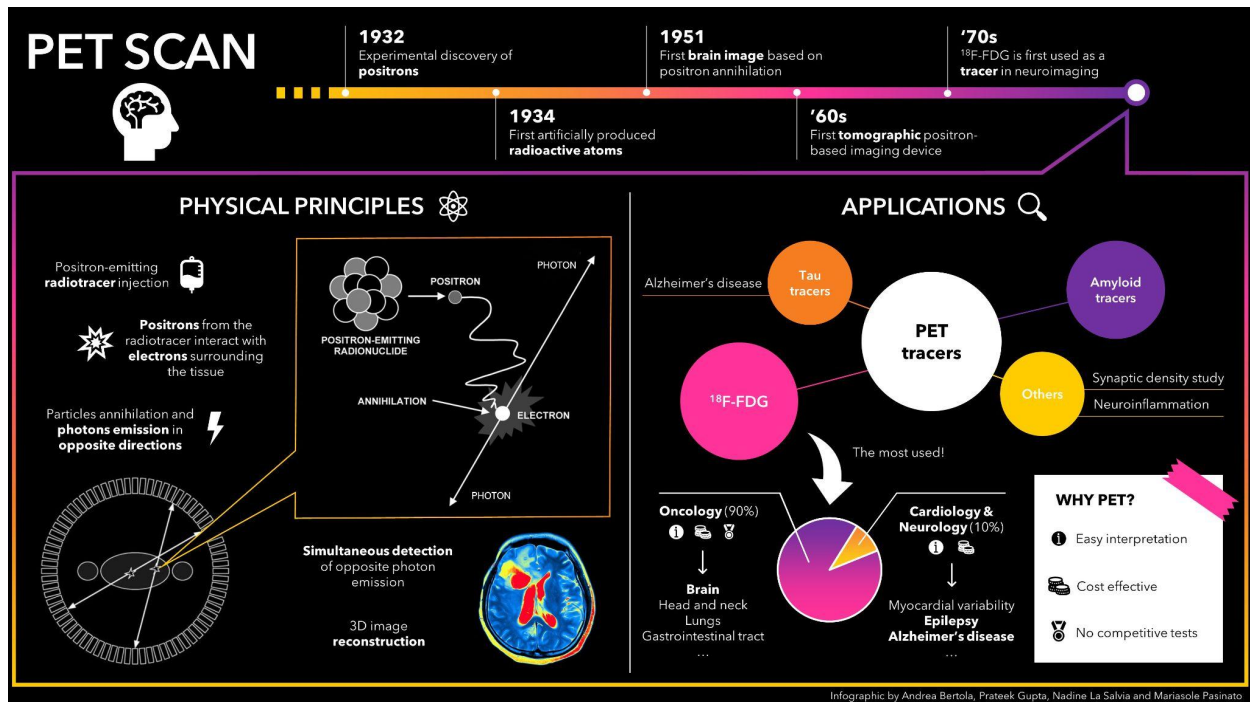 PET SCAN
1932
Experimental discovery of
positrons
1934
First artificially produced
radioactive atoms
1951
First brain image based on
positron annihilation
'60s
First tomographic positron-
based imaging device
'70s
¹⁸F-FDG is first used as a
tracer in neuroimaging
PHYSICAL PRINCIPLES
Positron-emitting
radiotracer injection
Positrons from the
radiotracer interact with
electrons surrounding
the tissue
Particles annihilation and
photons emission in
opposite directions
PHOTON
POSITRON
POSITRON-EMITTING
RADIONUCLIDE
ANNIHILATION
ELECTRON
PHOTON
Simultaneous detection
of opposite photon
emission
3D image
reconstruction
APPLICATIONS
Alzheimer's disease
Tau
tracers
Amyloid
tracers
PET
tracers
¹⁸F-FDG
Others
Synaptic density study
Neuroinflammation
The most used!
Oncology (90%)
Brain
Head and neck
Lungs
Gastrointestinal tract
...
Cardiology &
Neurology (10%)
Myocardial variability
Epilepsy
Alzheimer's disease
...
WHY PET?
Easy interpretation
Cost effective
No competitive tests
Infographic by Andrea Bertola, Prateek Gupta, Nadine La Salvia and Mariasole Pasinato